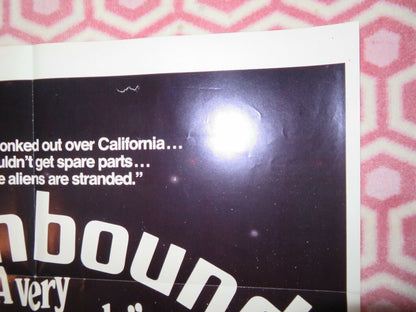 onked out over California...
uldn't get spare parts...
e aliens are stranded."
nbound
A very